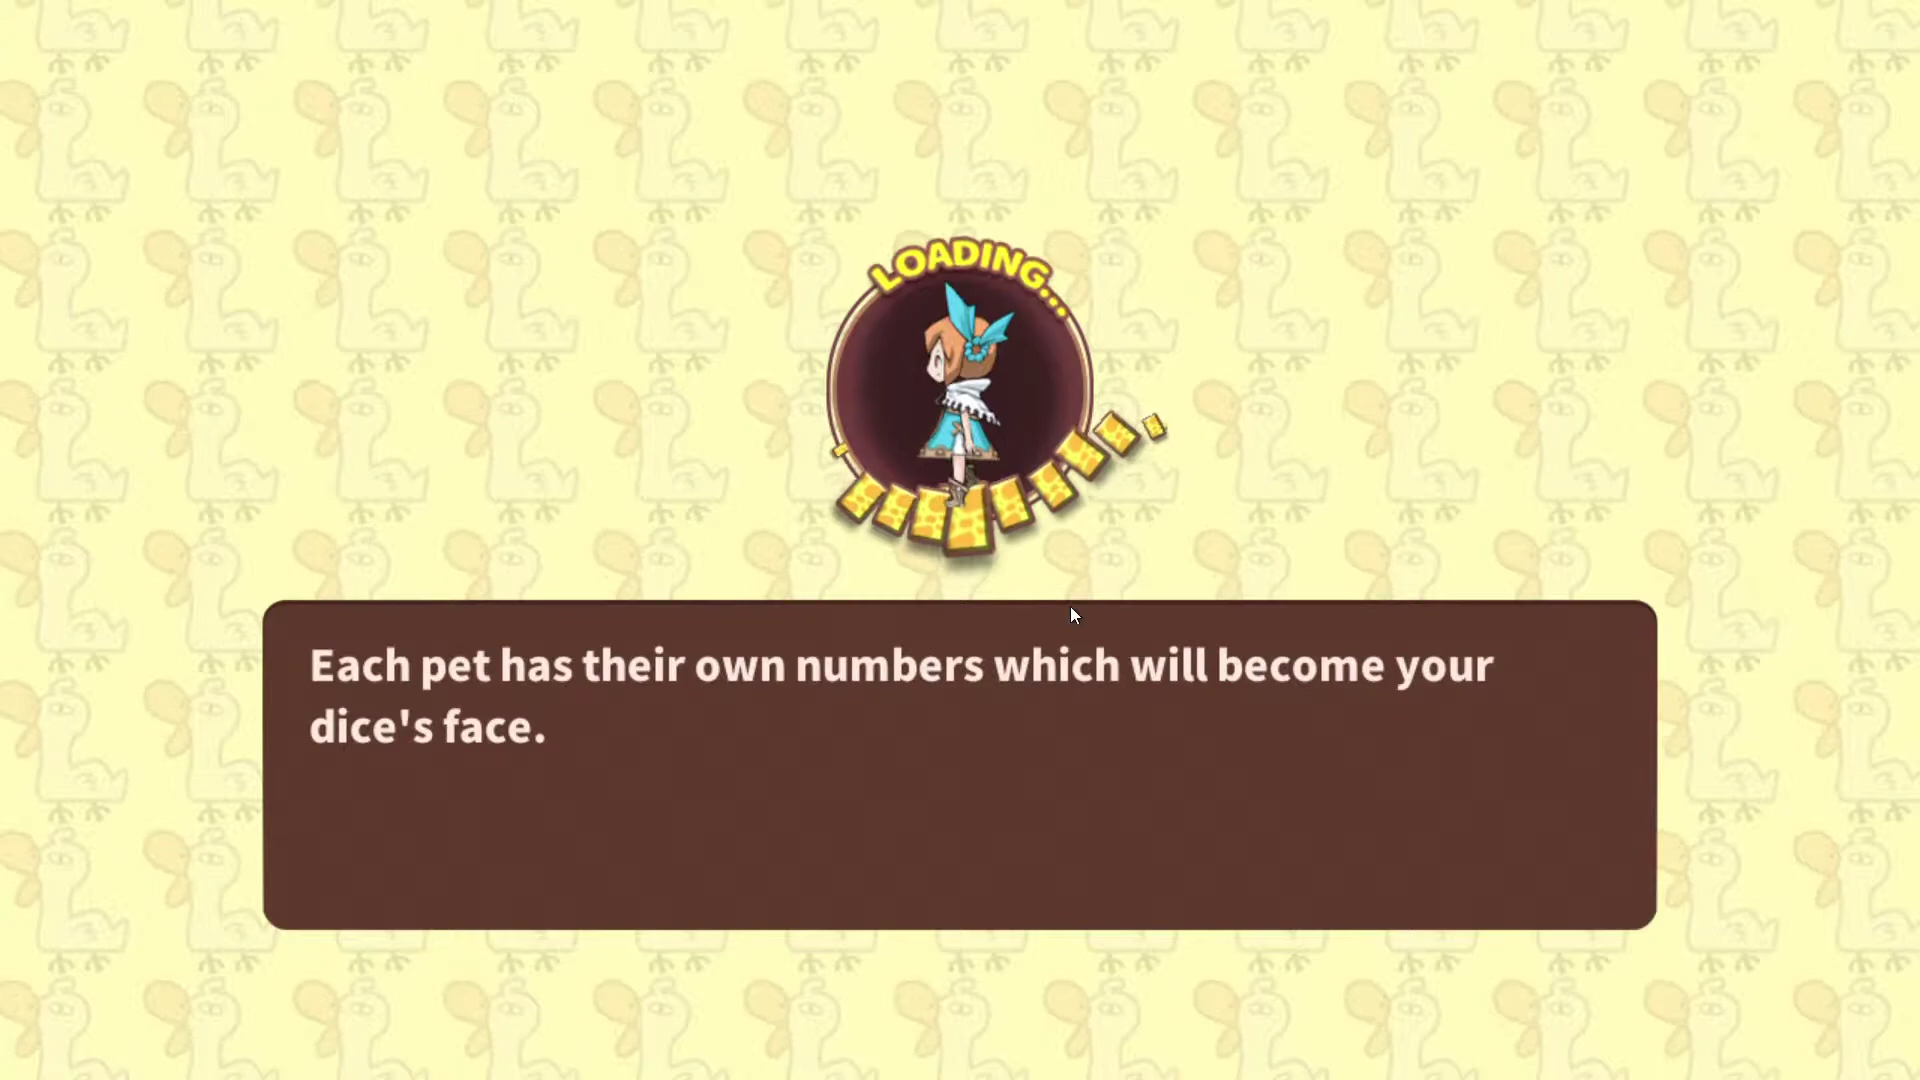 LOADING...
Each pet has their own numbers which will become your
dice's face.